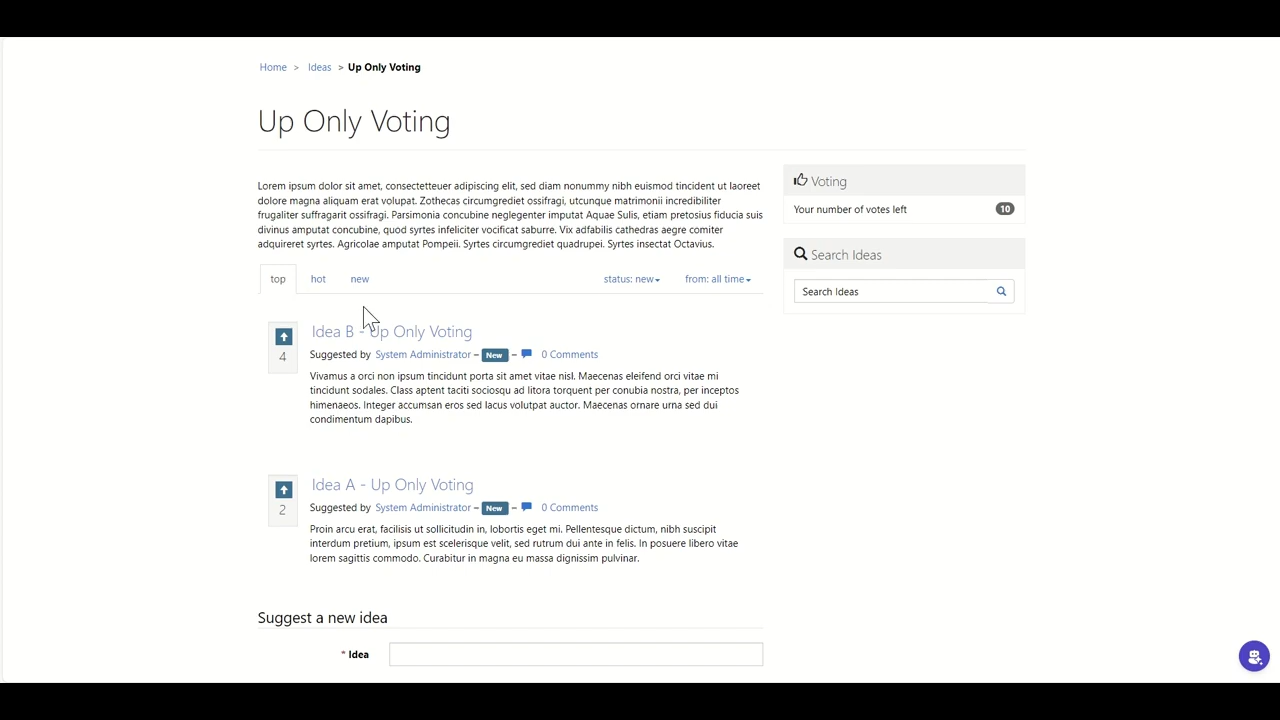 Home > Ideas > Up Only Voting
Up Only Voting
Lorem ipsum dolor sit amet, consectetteuer adipiscing elit, sed diam nonummy nibh euismod tincident ut laoreet
dolore magna aliquam erat volupat. Zothecas circumgrediet ossifragi, utcunque matrimonii incredibiliter
frugaliter suffragarit ossifragi. Parsimonia concubine neglegenter imputat Aquae Sulis, etiam pretosius fiducia suis
divinus amputat concubine, quod syrtes infeliciter vocificat saburre. Vix adfabilis cathedras aegre comiter
adquireret syrtes. Agricolae amputat Pompeii. Syrtes circumgrediet quadrupei. Syrtes insectat Octavius.
top hot new status: new from: all time
Idea B - Up Only Voting
Suggested by System Administrator – New – 0 Comments
4
Vivamus a orci non ipsum tincidunt porta sit amet vitae nisl. Maecenas eleifend orci vitae mi
tincidunt sodales. Class aptent taciti sociosqu ad litora torquent per conubia nostra, per inceptos
himenaeos. Integer accumsan eros sed lacus volutpat auctor. Maecenas ornare urna sed dui
condimentum dapibus.
Idea A - Up Only Voting
Suggested by System Administrator – New – 0 Comments
2
Proin arcu erat, facilisis ut sollicitudin in, lobortis eget mi. Pellentesque dictum, nibh suscipit
interdum pretium, ipsum est scelerisque velit, sed rutrum dui ante in felis. In posuere libero vitae
lorem sagittis commodo. Curabitur in magna eu massa dignissim pulvinar.
Suggest a new idea
* Idea
Voting
Your number of votes left 10
Search Ideas
Search Ideas